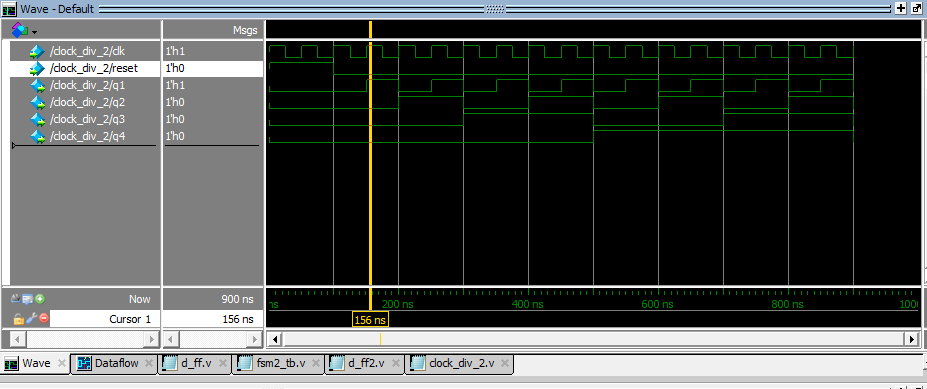 Wave - Default
Msgs
/clock_div_2/clk 1'h1
/clock_div_2/reset 1'h0
/clock_div_2/q1 1'h1
/clock_div_2/q2 1'h0
/clock_div_2/q3 1'h0
/clock_div_2/q4 1'h0
Now 900 ns ns 200 ns 400 ns 600 ns 800 ns 1000
Cursor 1 156 ns 156 ns
Wave Dataflow d_ff.v fsm2_tb.v d_ff2.v clock_div_2.v